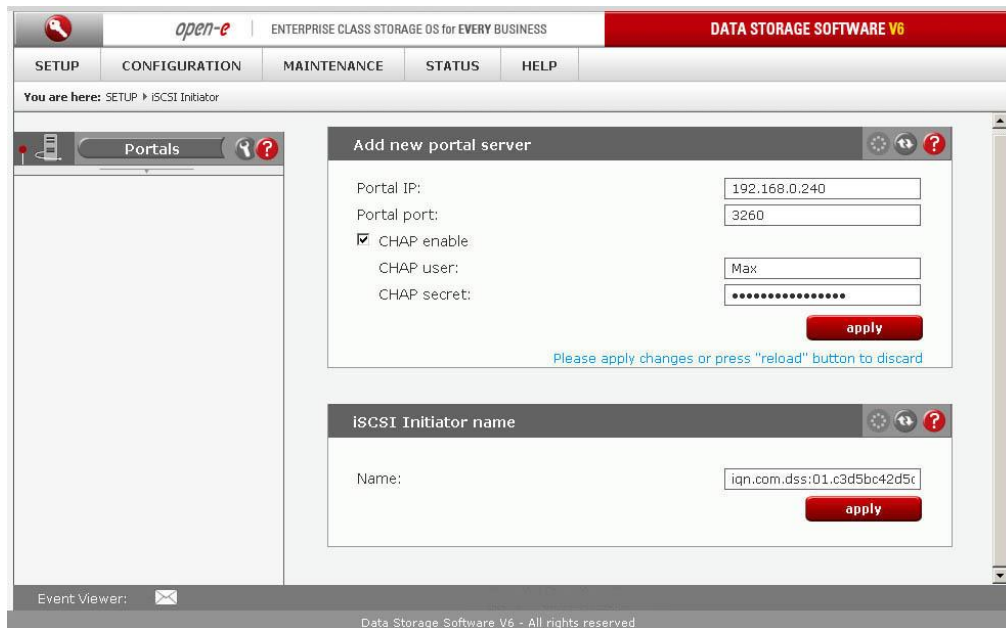 open-e ENTERPRISE CLASS STORAGE OS for EVERY BUSINESS DATA STORAGE SOFTWARE V6
SETUP CONFIGURATION MAINTENANCE STATUS HELP
You are here: SETUP iSCSI Initiator
Portals
Add new portal server
Portal IP: 192.168.0.240
Portal port: 3260
CHAP enable
CHAP user: Max
CHAP secret: ••••••••••••••••
apply
Please apply changes or press "reload" button to discard
iSCSI Initiator name
Name: iqn.com.dss:01.c3d5bc42d5c
apply
Event Viewer:
Data Storage Software V6 - All rights reserved